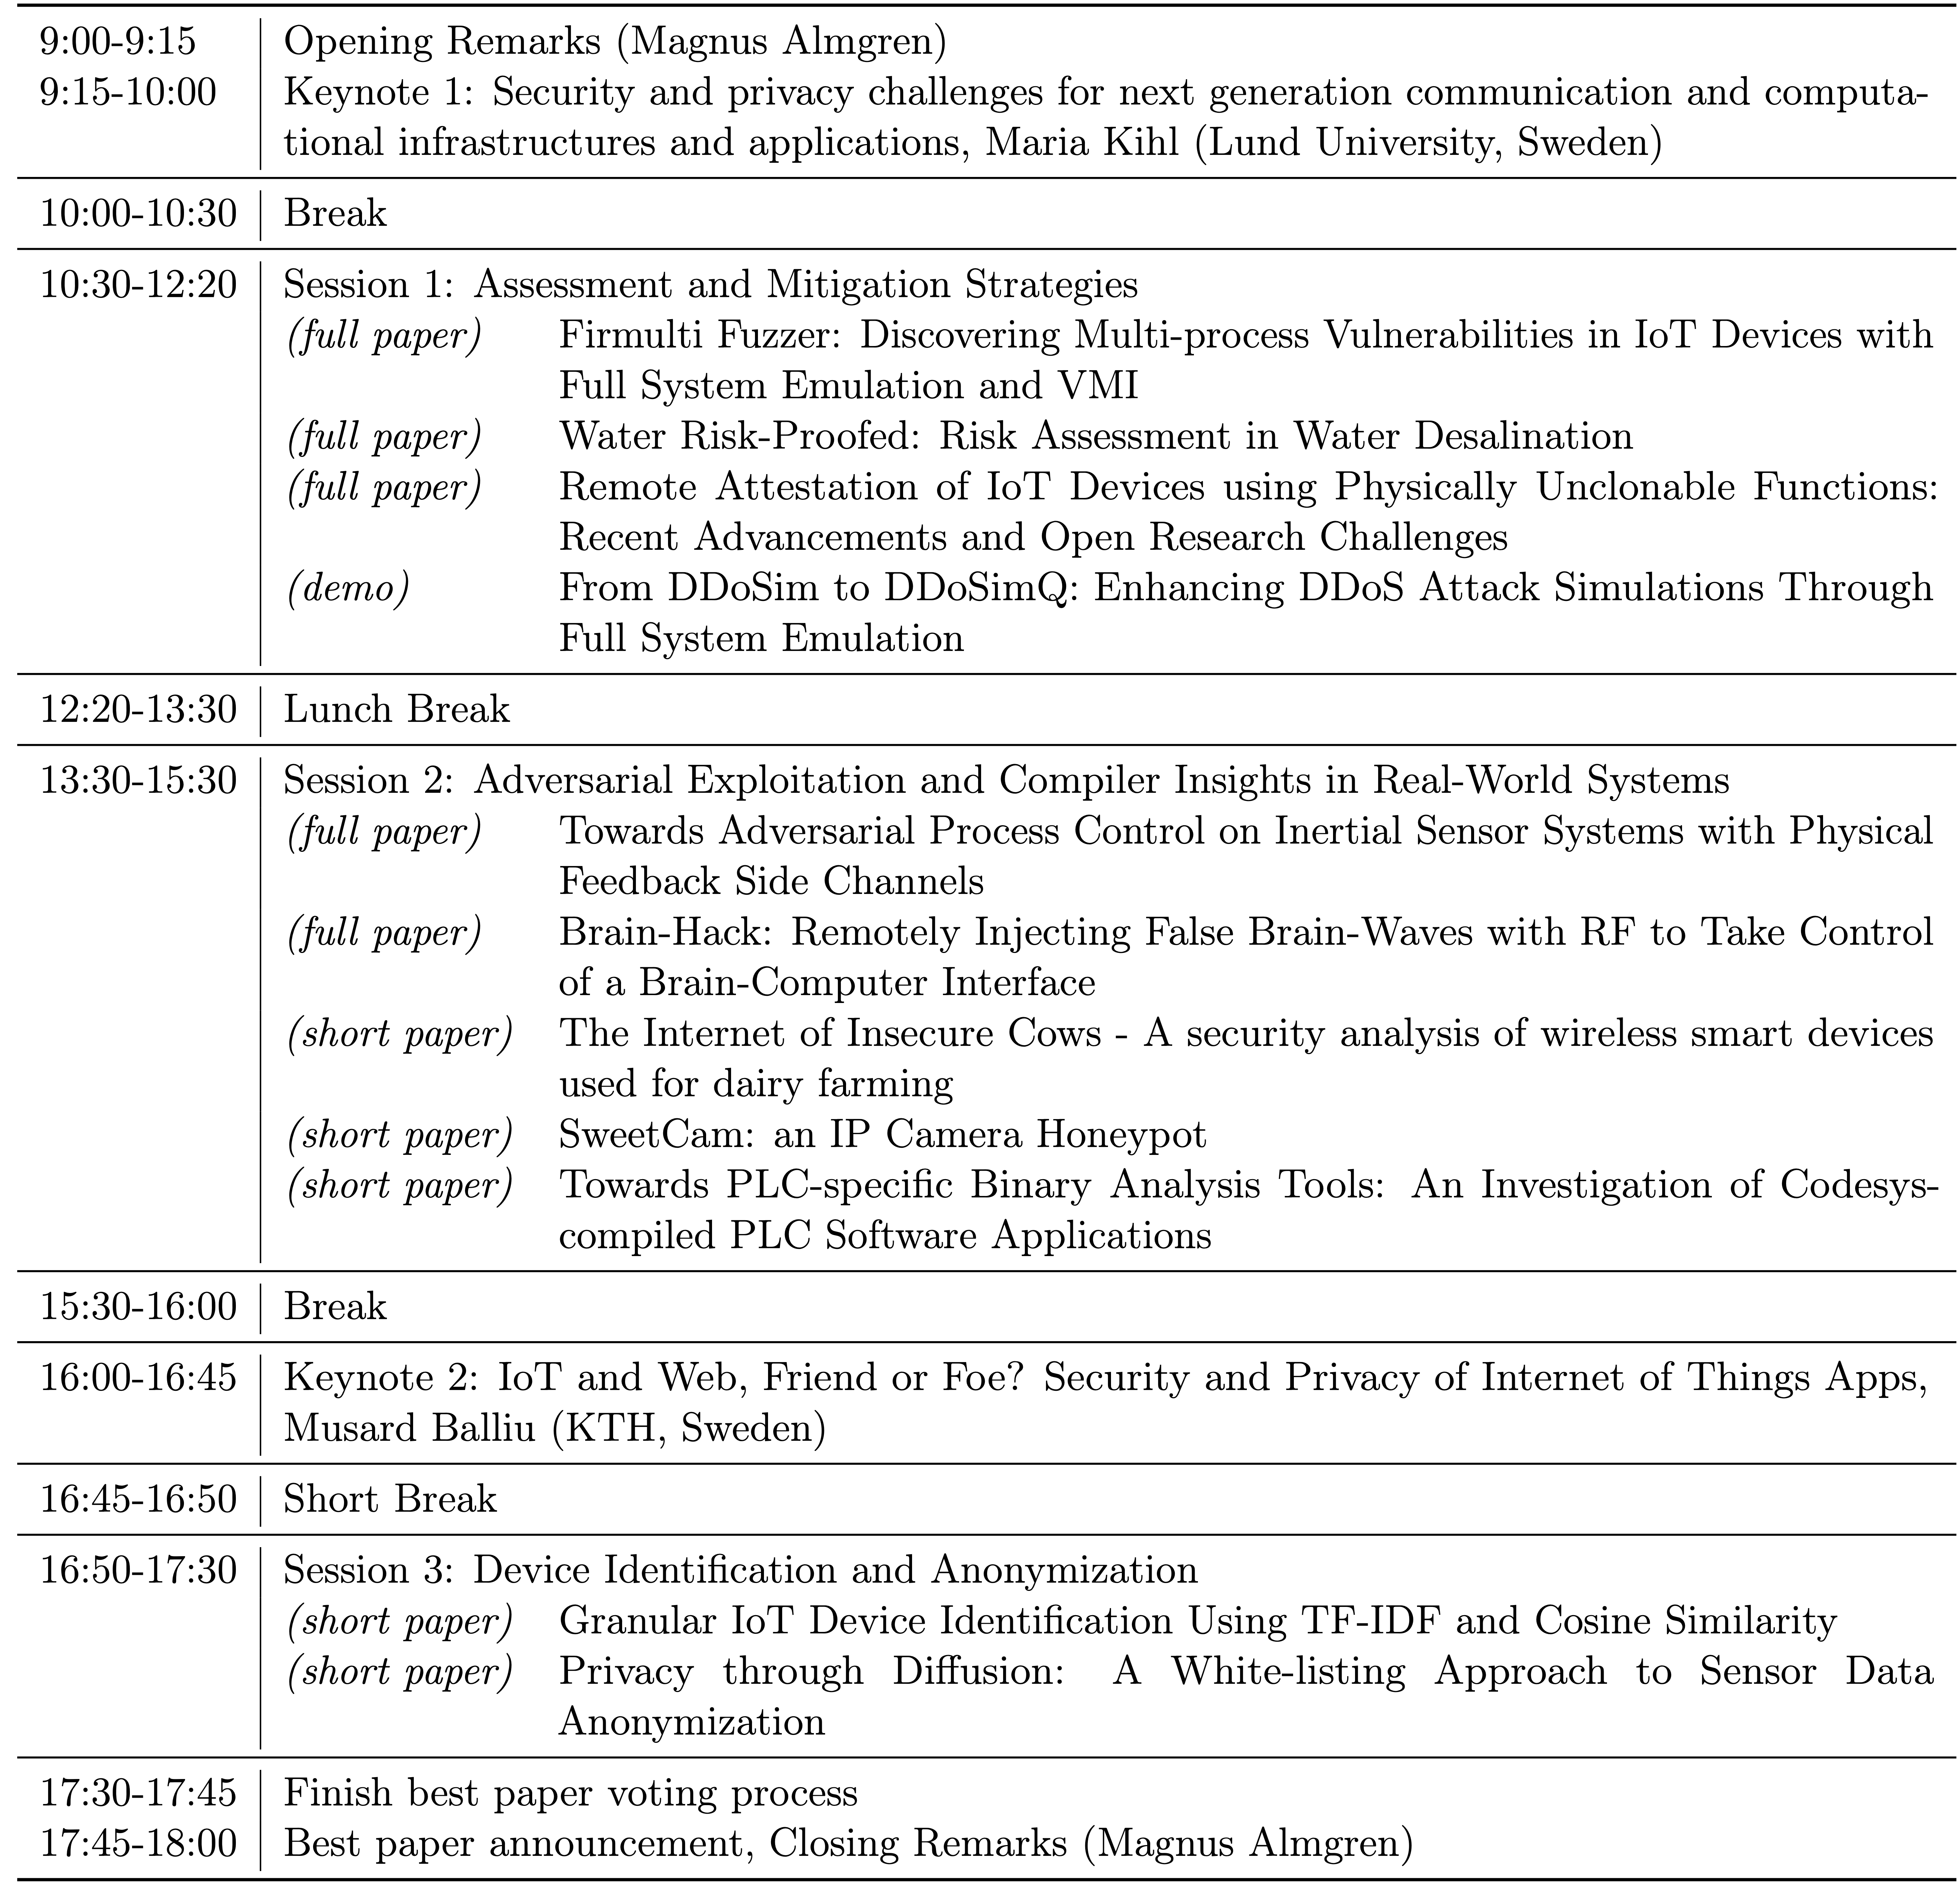 9:00-9:15 Opening Remarks (Magnus Almgren)
9:15-10:00 Keynote 1: Security and privacy challenges for next generation communication and computa-
tional infrastructures and applications, Maria Kihl (Lund University, Sweden)
10:00-10:30 Break
10:30-12:20 Session 1: Assessment and Mitigation Strategies
(full paper) Firmulti Fuzzer: Discovering Multi-process Vulnerabilities in IoT Devices with
Full System Emulation and VMI
(full paper) Water Risk-Proofed: Risk Assessment in Water Desalination
(full paper) Remote Attestation of IoT Devices using Physically Unclonable Functions:
Recent Advancements and Open Research Challenges
(demo) From DDoSim to DDoSimQ: Enhancing DDoS Attack Simulations Through
Full System Emulation
12:20-13:30 Lunch Break
13:30-15:30 Session 2: Adversarial Exploitation and Compiler Insights in Real-World Systems
(full paper) Towards Adversarial Process Control on Inertial Sensor Systems with Physical
Feedback Side Channels
(full paper) Brain-Hack: Remotely Injecting False Brain-Waves with RF to Take Control
of a Brain-Computer Interface
(short paper) The Internet of Insecure Cows - A security analysis of wireless smart devices
used for dairy farming
(short paper) SweetCam: an IP Camera Honeypot
(short paper) Towards PLC-specific Binary Analysis Tools: An Investigation of Codesys-
compiled PLC Software Applications
15:30-16:00 Break
16:00-16:45 Keynote 2: IoT and Web, Friend or Foe? Security and Privacy of Internet of Things Apps,
Musard Balliu (KTH, Sweden)
16:45-16:50 Short Break
16:50-17:30 Session 3: Device Identification and Anonymization
(short paper) Granular IoT Device Identification Using TF-IDF and Cosine Similarity
(short paper) Privacy through Diffusion: A White-listing Approach to Sensor Data
Anonymization
17:30-17:45 Finish best paper voting process
17:45-18:00 Best paper announcement, Closing Remarks (Magnus Almgren)